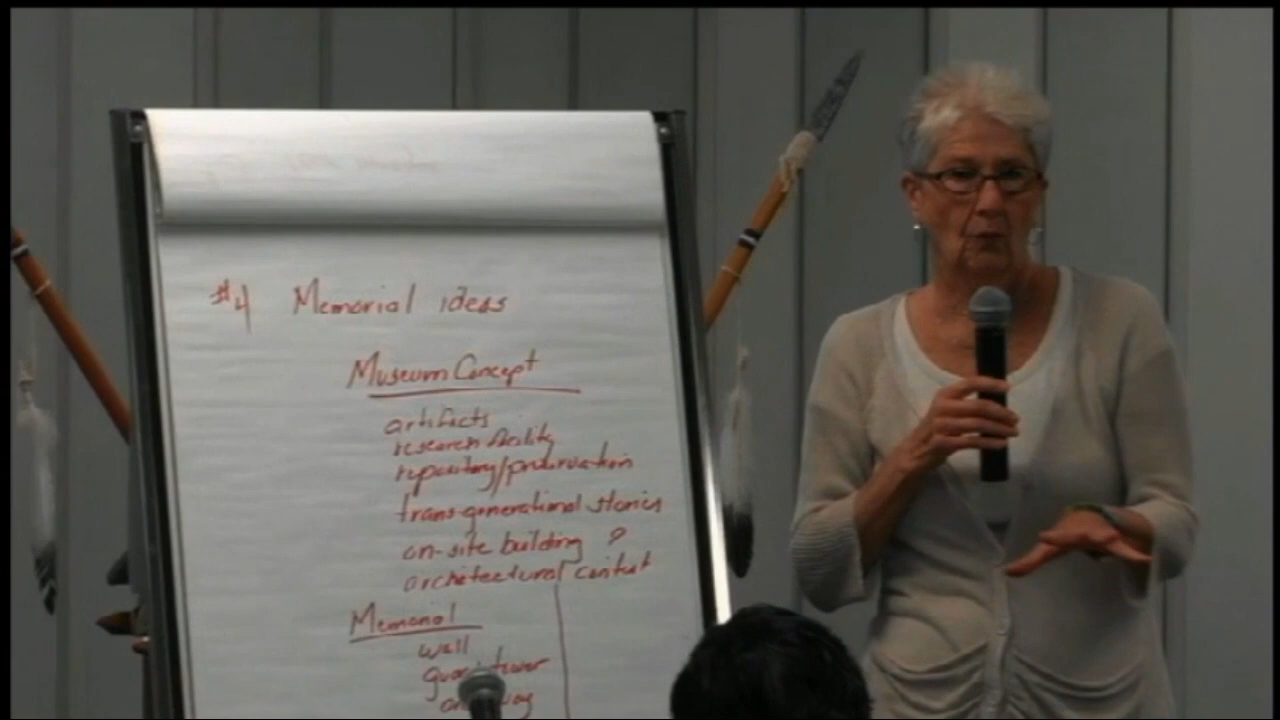 #4 Memorial ideas
Museum Concept
artifacts
research facility
repository/preservation
trans-generational stories
on-site building ?
architectural context
Memorial
wall
guard tower